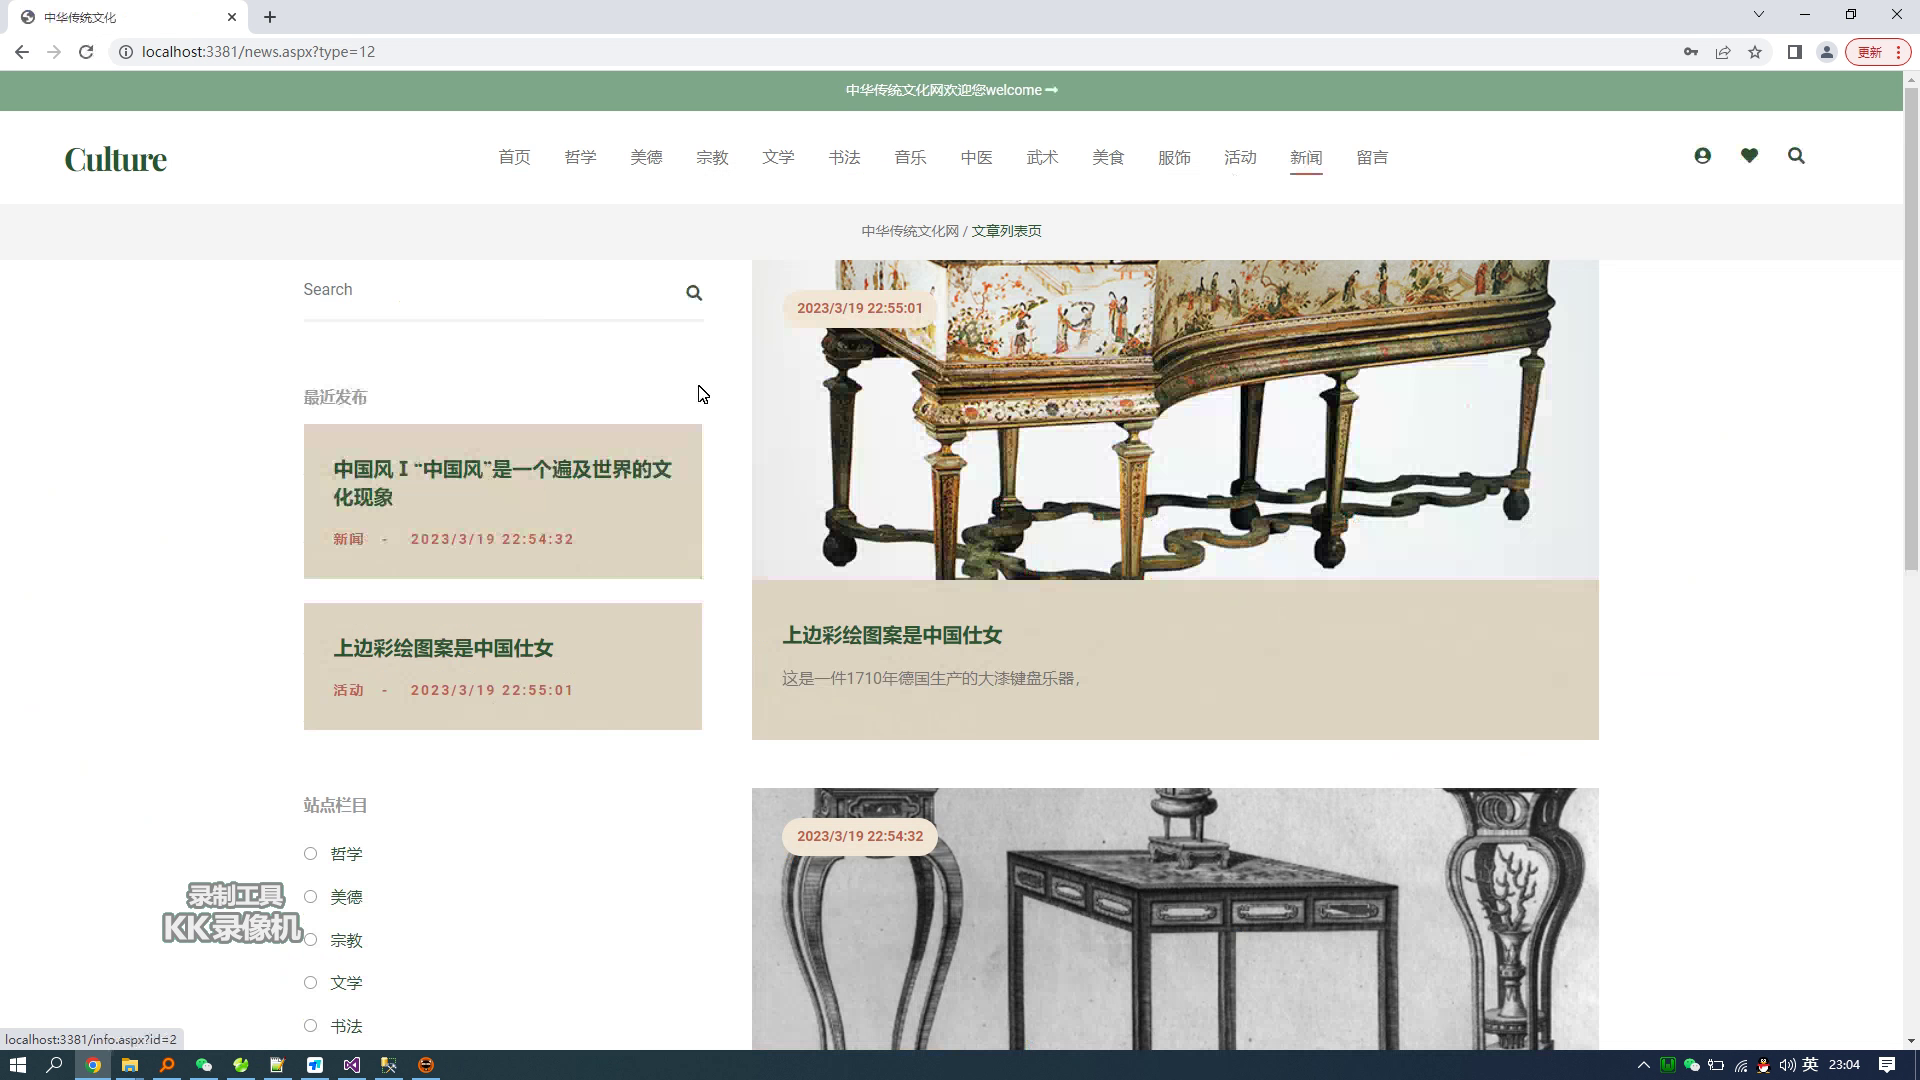 中华传统文化
localhost:3381/news.aspx?type=12
更新
中华传统文化网欢迎您welcome
Culture
首页 哲学 美德 宗教 文学 书法 音乐 中医 武术 美食 服饰 活动 新闻 留言
中华传统文化网 / 文章列表页
Search
最近发布
中国风 I “中国风”是一个遍及世界的文
化现象
新闻 - 2023/3/19 22:54:32
上边彩绘图案是中国仕女
活动 - 2023/3/19 22:55:01
站点栏目
哲学
美德
宗教
文学
书法
2023/3/19 22:55:01
上边彩绘图案是中国仕女
这是一件1710年德国生产的大漆键盘乐器，
2023/3/19 22:54:32
录制工具
KK录像机
localhost:3381/info.aspx?id=2
英
23:04